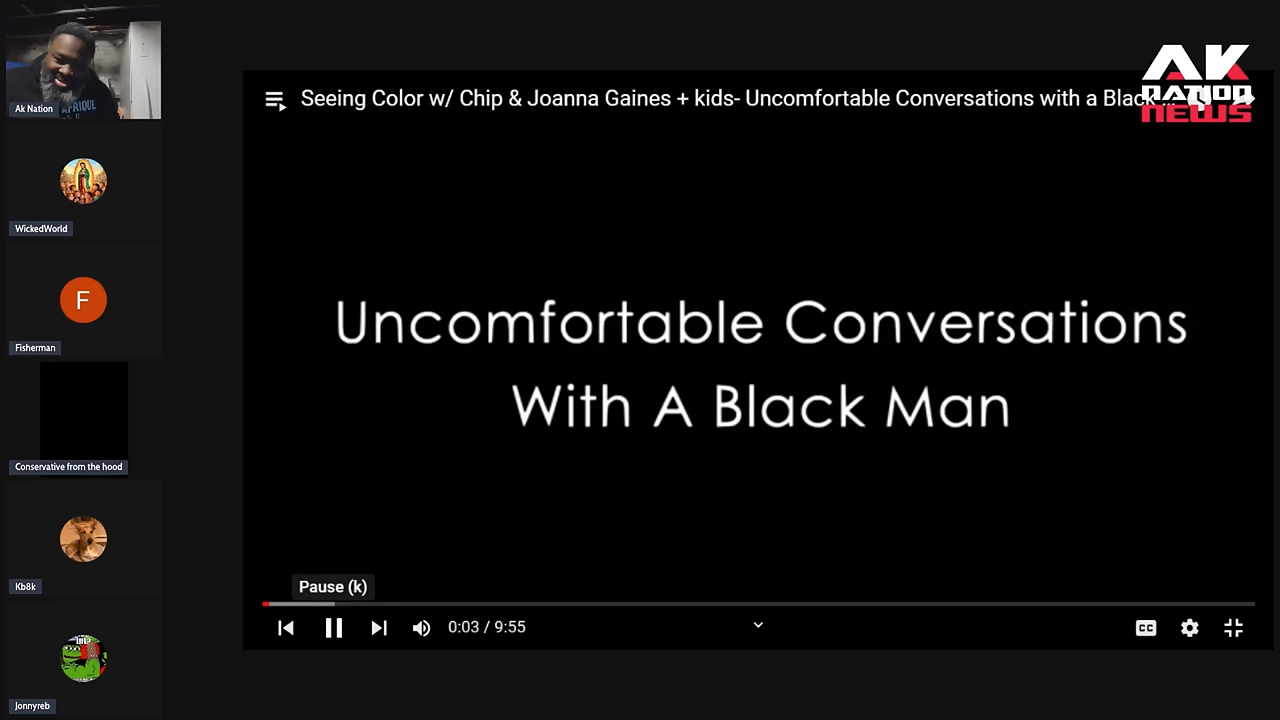 Ak Nation
WickedWorld
F
Fisherman
Conservative from the hood
Kb8k
Jonnyreb
Seeing Color w/ Chip & Joanna Gaines + kids- Uncomfortable Conversations with a Black
AK
NATION
NEWS
Uncomfortable Conversations
With A Black Man
Pause (k)
0:03 / 9:55
CC